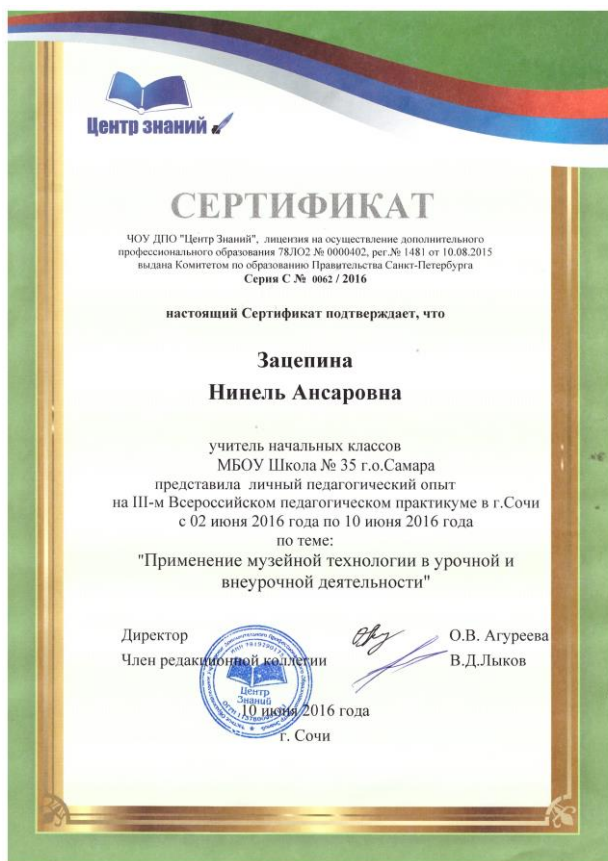 Центр знаний
СЕРТИФИКАТ
ЧОУ ДПО "Центр Знаний", лицензия на осуществление дополнительного
профессионального образования 78ЛО2 № 0000402, рег.№ 1481 от 10.08.2015
выдана Комитетом по образованию Правительства Санкт-Петербурга
Серия С № 0062 / 2016
настоящий Сертификат подтверждает, что
Зацепина
Нинель Ансаровна
учитель начальных классов
МБОУ Школа № 35 г.о.Самара
представила личный педагогический опыт
на III-м Всероссийском педагогическом практикуме в г.Сочи
с 02 июня 2016 года по 10 июня 2016 года
по теме:
"Применение музейной технологии в урочной и
внеурочной деятельности"
Директор О.В. Агуреева
Член редакционной коллегии В.Д.Лыков
Центр
Знаний
10 июня 2016 года
г. Сочи